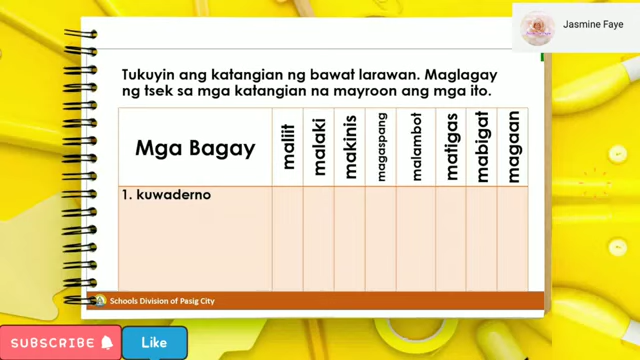 Jasmine Faye
Tukuyin ang katangian ng bawat larawan. Maglagay
ng tsek sa mga katangian na mayroon ang mga ito.
Mga Bagay
maliit
malaki
makinis
magaspang
malambot
matigas
mabigat
magaan
1. kuwaderno
Schools Division of Pasig City
SUBSCRIBE
Like